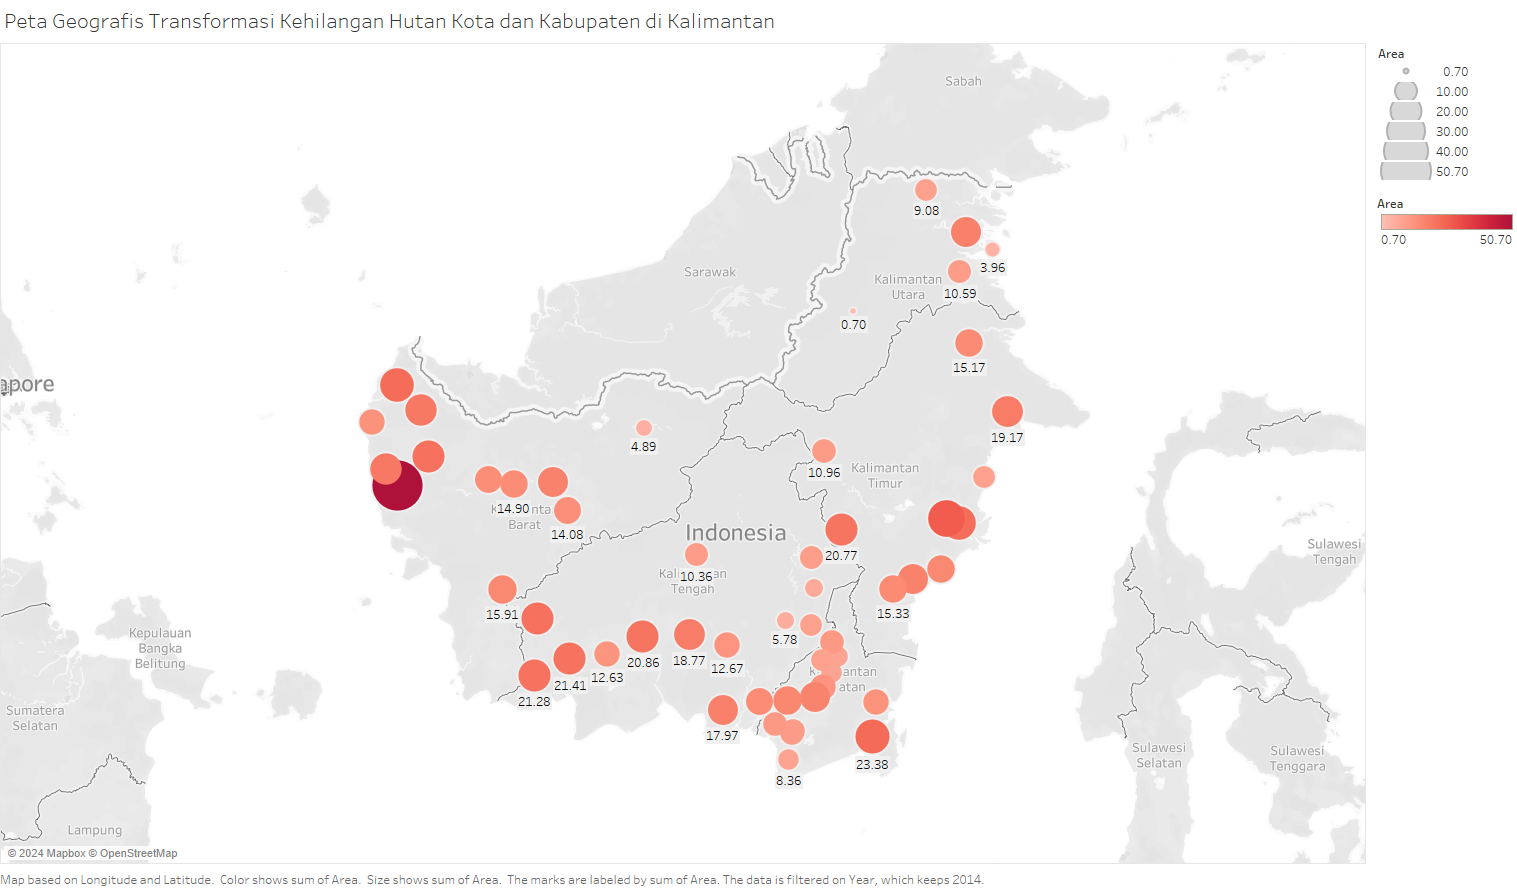 Peta Geografis Transformasi Kehilangan Hutan Kota dan Kabupaten di Kalimantan
Area
0.70
10.00
20.00
30.00
40.00
50.70
Area
0.70 50.70
Sabah
9.08
3.96
Sarawak
Kalimantan
Utara
10.59
0.70
15.17
apore
19.17
4.89
10.96
Kalimantan
Timur
14.90
Barat
14.08
Indonesia
20.77
Sulawesi
Tengah
10.36
Tengah
15.91
15.33
Kepulauan
Bangka
Belitung
5.78
20.86
18.77
12.67
12.63
21.41
21.28
Sumatera
Selatan
17.97
23.38
8.36
Sulawesi
Selatan
Sulawesi
Tenggara
Lampung
© 2024 Mapbox © OpenStreetMap
Map based on Longitude and Latitude. Color shows sum of Area. Size shows sum of Area. The marks are labeled by sum of Area. The data is filtered on Year, which keeps 2014.